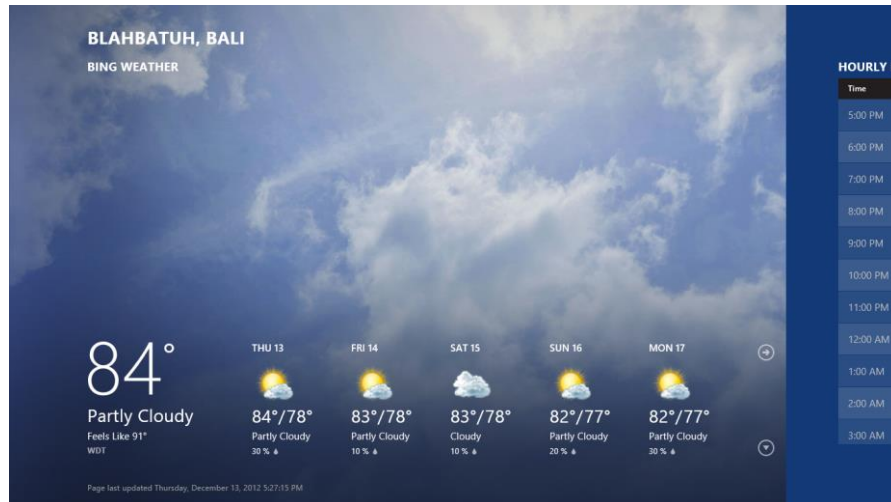 BLAHBATUH, BALI
BING WEATHER
84°
Partly Cloudy
Feels Like 91°
WDT
THU 13
84°/78°
Partly Cloudy
30 %
FRI 14
83°/78°
Partly Cloudy
10 %
SAT 15
83°/78°
Cloudy
10 %
SUN 16
82°/77°
Partly Cloudy
20 %
MON 17
82°/77°
Partly Cloudy
30 %
Page last updated Thursday, December 13, 2012 5:27:15 PM
HOURLY
Time
5:00 PM
6:00 PM
7:00 PM
8:00 PM
9:00 PM
10:00 PM
11:00 PM
12:00 AM
1:00 AM
2:00 AM
3:00 AM